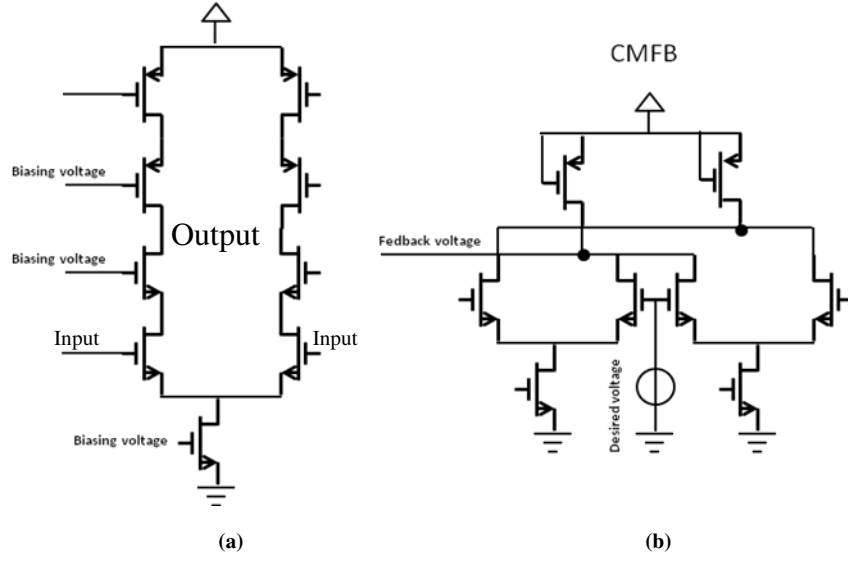 CMFB
Biasing voltage
Output
Fedback voltage
Biasing voltage
Input
Input
Desired voltage
Biasing voltage
(a)
(b)